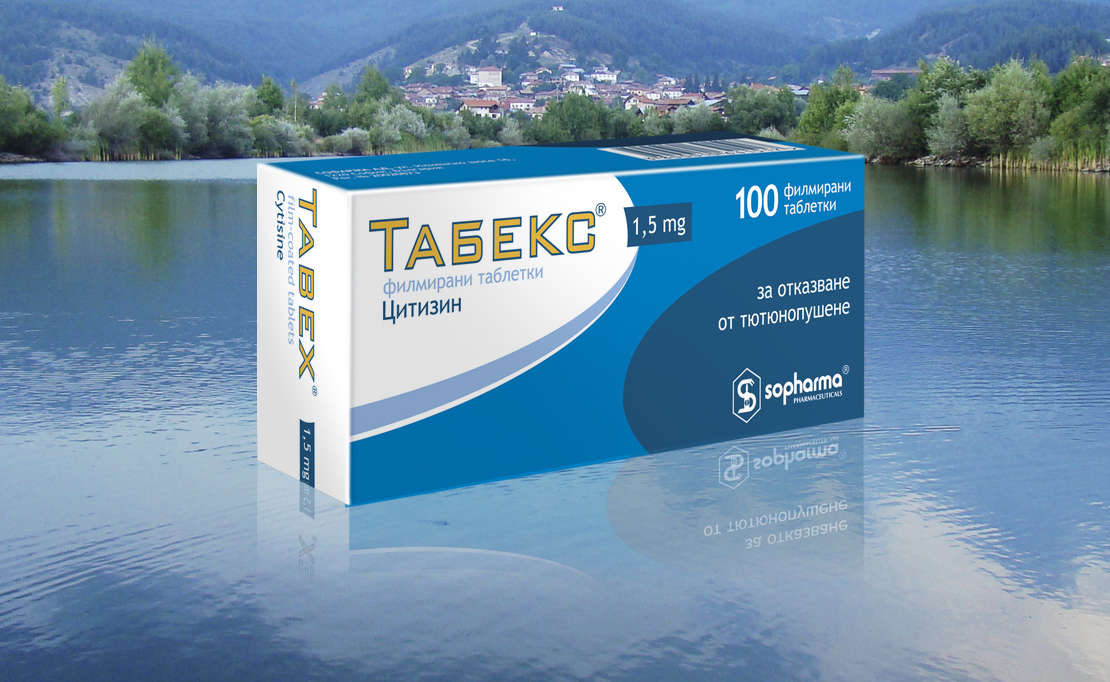 ТАБЕКС®
филмирани таблетки
Цитизин
1,5 mg
100 филмирани
таблетки
за отказване
от тютюнопушене
sopharma®
PHARMACEUTICALS
TABEX®
film-coated tablets
Cytisine
1,5 mg